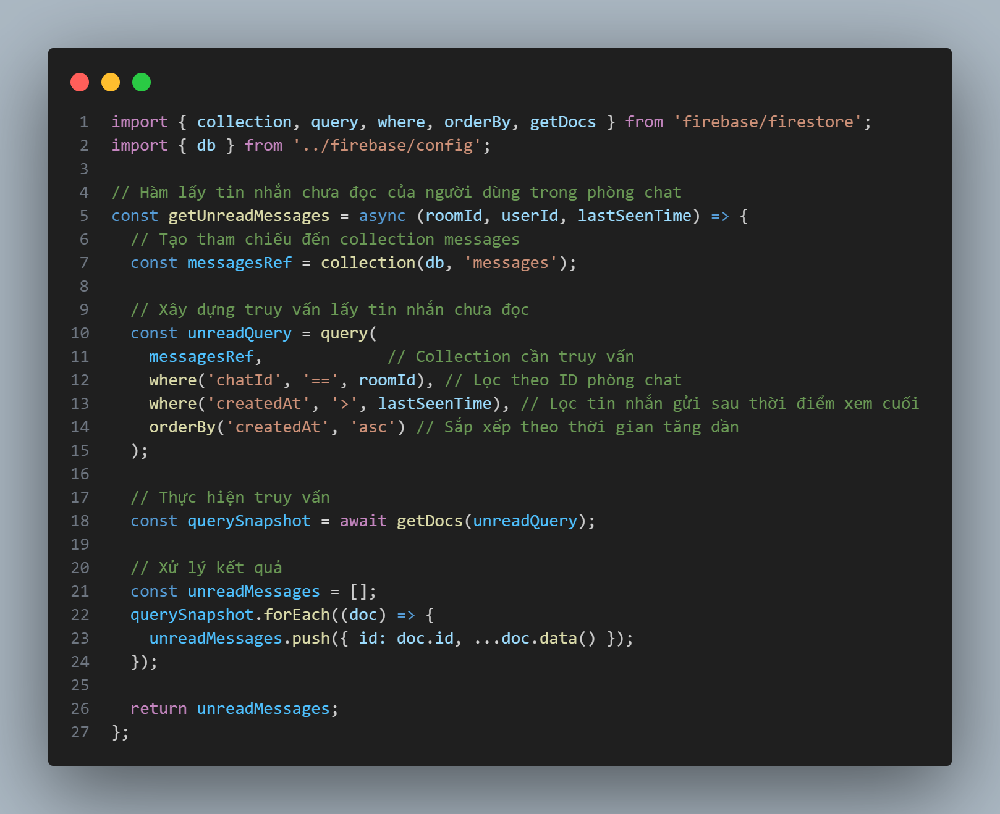 1 import { collection, query, where, orderBy, getDocs } from 'firebase/firestore';
2 import { db } from '../firebase/config';
3
4 // Hàm lấy tin nhắn chưa đọc của người dùng trong phòng chat
5 const getUnreadMessages = async (roomId, userId, lastSeenTime) => {
6   // Tạo tham chiếu đến collection messages
7   const messagesRef = collection(db, 'messages');
8
9   // Xây dựng truy vấn lấy tin nhắn chưa đọc
10   const unreadQuery = query(
11     messagesRef,             // Collection cần truy vấn
12     where('chatId', '==', roomId), // Lọc theo ID phòng chat
13     where('createdAt', '>', lastSeenTime), // Lọc tin nhắn gửi sau thời điểm xem cuối
14     orderBy('createdAt', 'asc') // Sắp xếp theo thời gian tăng dần
15   );
16
17   // Thực hiện truy vấn
18   const querySnapshot = await getDocs(unreadQuery);
19
20   // Xử lý kết quả
21   const unreadMessages = [];
22   querySnapshot.forEach((doc) => {
23     unreadMessages.push({ id: doc.id, ...doc.data() });
24   });
25
26   return unreadMessages;
27 };